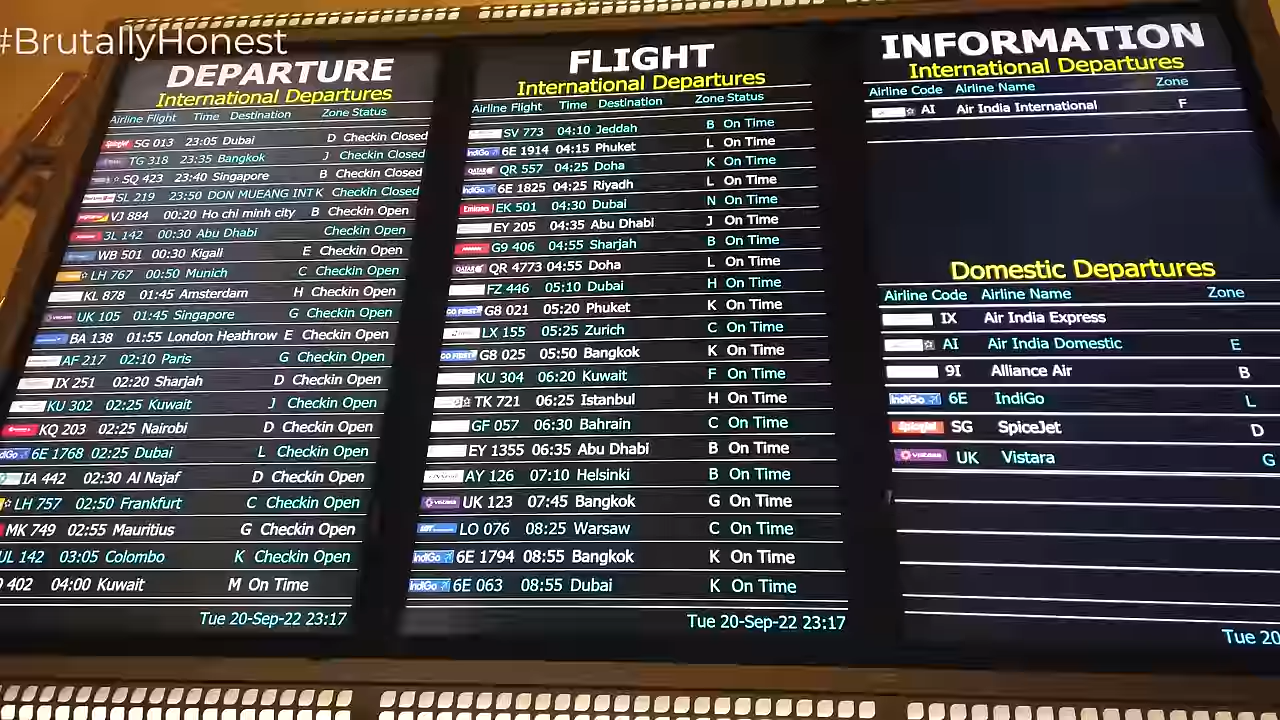 #BrutallyHonest
DEPARTURE
International Departures
Airline Flight Time Destination Zone Status
SG 013 23:05 Dubai D Checkin Closed
TG 318 23:35 Bangkok J Checkin Closed
SQ 423 23:40 Singapore B Checkin Closed
SL 219 23:50 DON MUEANG INT K Checkin Closed
VJ 884 00:20 Ho chi minh city B Checkin Open
3L 142 00:30 Abu Dhabi Checkin Open
WB 501 00:30 Kigali E Checkin Open
LH 767 00:50 Munich C Checkin Open
KL 878 01:45 Amsterdam H Checkin Open
vistara UK 105 01:45 Singapore G Checkin Open
BA 138 01:55 London Heathrow E Checkin Open
AF 217 02:10 Paris G Checkin Open
IX 251 02:20 Sharjah D Checkin Open
KU 302 02:25 Kuwait J Checkin Open
KQ 203 02:25 Nairobi D Checkin Open
6E 1768 02:25 Dubai L Checkin Open
IA 442 02:30 Al Najaf D Checkin Open
LH 757 02:50 Frankfurt C Checkin Open
MK 749 02:55 Mauritius G Checkin Open
UL 142 03:05 Colombo K Checkin Open
402 04:00 Kuwait M On Time
Tue 20-Sep-22 23:17
FLIGHT
International Departures
Airline Flight Time Destination Zone Status
SV 773 04:10 Jeddah B On Time
IndiGo 6E 1914 04:15 Phuket L On Time
QATAR QR 557 04:25 Doha K On Time
IndiGo 6E 1825 04:25 Riyadh L On Time
Emirates EK 501 04:30 Dubai N On Time
EY 205 04:35 Abu Dhabi J On Time
G9 406 04:55 Sharjah B On Time
QATAR QR 4773 04:55 Doha L On Time
FZ 446 05:10 Dubai H On Time
GO FIRST G8 021 05:20 Phuket K On Time
LX 155 05:25 Zurich C On Time
GO FIRST G8 025 05:50 Bangkok K On Time
KU 304 06:20 Kuwait F On Time
TK 721 06:25 Istanbul H On Time
GF 057 06:30 Bahrain C On Time
EY 1355 06:35 Abu Dhabi B On Time
AY 126 07:10 Helsinki B On Time
vistara UK 123 07:45 Bangkok G On Time
LOT LO 076 08:25 Warsaw C On Time
IndiGo 6E 1794 08:55 Bangkok K On Time
IndiGo 6E 063 08:55 Dubai K On Time
Tue 20-Sep-22 23:17
INFORMATION
International Departures
Airline Code Airline Name Zone
AI Air India International F
Domestic Departures
Airline Code Airline Name Zone
IX Air India Express
AI Air India Domestic E
9I Alliance Air B
IndiGo 6E IndiGo L
SpiceJet SG SpiceJet D
vistara UK Vistara G
Tue 20